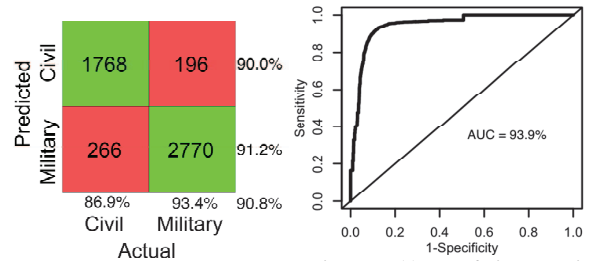 Predicted
Civil
Military
1768
196
90.0%
266
2770
91.2%
86.9%
93.4%
90.8%
Civil
Military
Actual
Sensitivity
1.0
0.8
0.6
0.4
0.2
0.0
AUC = 93.9%
0.0
0.2
0.4
0.6
0.8
1.0
1-Specificity